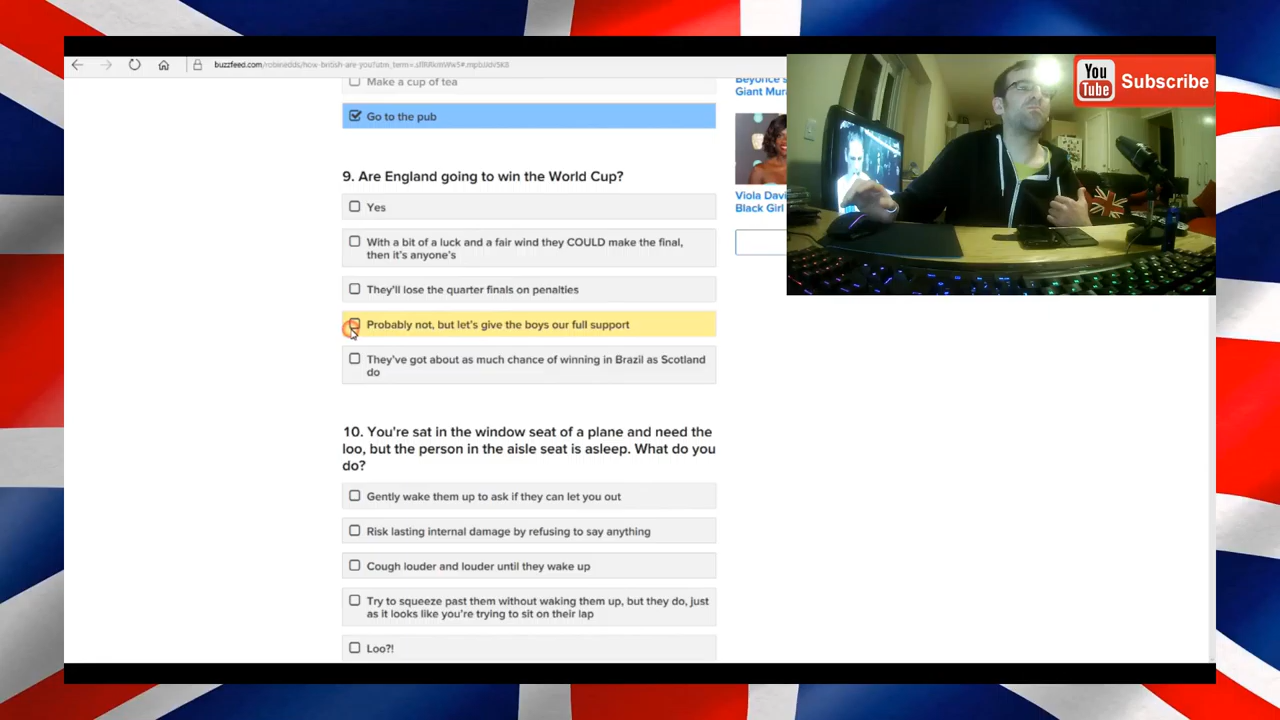 buzzfeed.com/robinedds/how-british-are-you
Make a cup of tea
Go to the pub
9. Are England going to win the World Cup?
Yes
With a bit of a luck and a fair wind they COULD make the final,
then it's anyone's
They'll lose the quarter finals on penalties
Probably not, but let's give the boys our full support
They've got about as much chance of winning in Brazil as Scotland
do
10. You're sat in the window seat of a plane and need the
loo, but the person in the aisle seat is asleep. What do you
do?
Gently wake them up to ask if they can let you out
Risk lasting internal damage by refusing to say anything
Cough louder and louder until they wake up
Try to squeeze past them without waking them up, but they do, just
as it looks like you're trying to sit on their lap
Loo?!
Beyoncé's
Giant Mur
Viola Davi
Black Girl
You
Tube
Subscribe